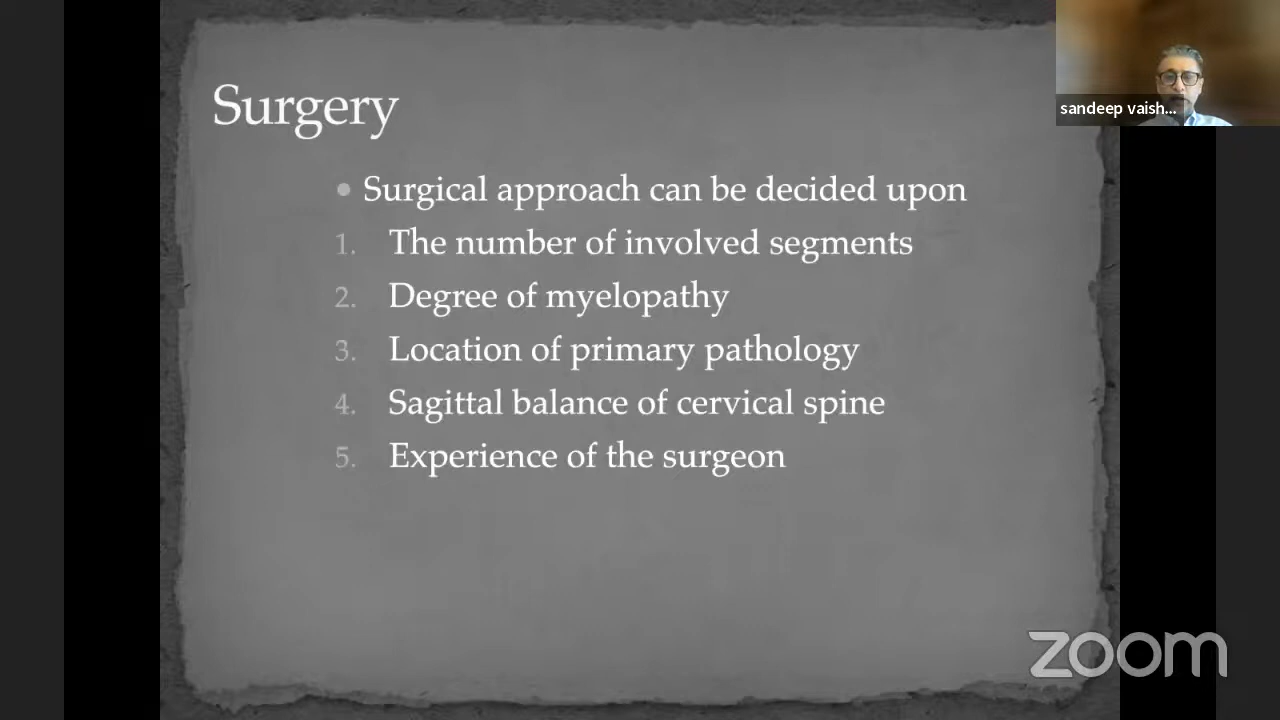 Surgery
• Surgical approach can be decided upon
1. The number of involved segments
2. Degree of myelopathy
3. Location of primary pathology
4. Sagittal balance of cervical spine
5. Experience of the surgeon
sandeep vaish...
zoom